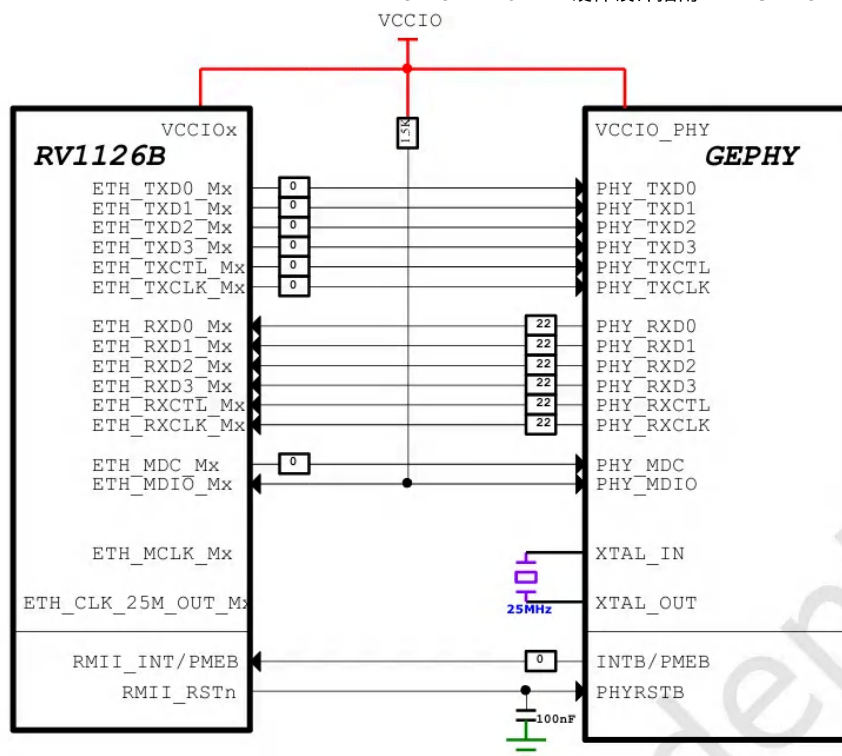 VCCIO
VCCIOx
RV1126B
ETH_TXD0_Mx
ETH_TXD1_Mx
ETH_TXD2_Mx
ETH_TXD3_Mx
ETH_TXCTL_Mx
ETH_TXCLK_Mx
ETH_RXD0_Mx
ETH_RXD1_Mx
ETH_RXD2_Mx
ETH_RXD3_Mx
ETH_RXCTL_Mx
ETH_RXCLK_Mx
ETH_MDC_Mx
ETH_MDIO_Mx
ETH_MCLK_Mx
ETH_CLK_25M_OUT_Mx
RMII_INT/PMEB
RMII_RSTn
1.5K
0
0
0
0
0
0
22
22
22
22
22
22
0
25MHz
0
100nF
VCCIO_PHY
GEPHY
PHY_TXD0
PHY_TXD1
PHY_TXD2
PHY_TXD3
PHY_TXCTL
PHY_TXCLK
PHY_RXD0
PHY_RXD1
PHY_RXD2
PHY_RXD3
PHY_RXCTL
PHY_RXCLK
PHY_MDC
PHY_MDIO
XTAL_IN
XTAL_OUT
INTB/PMEB
PHYRSTB